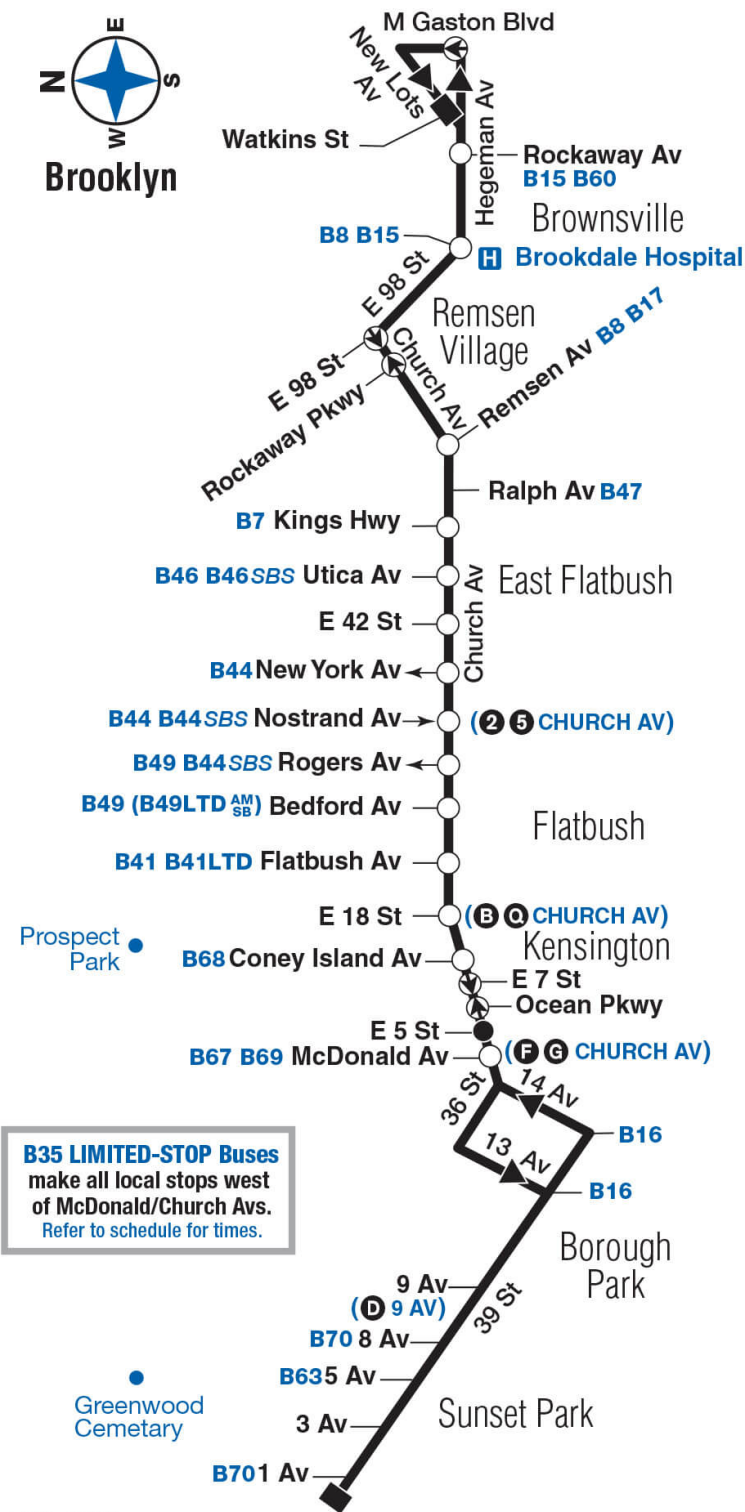 M Gaston Blvd
E
N
S
W
Brooklyn
New Lots
Av
Hegeman Av
Watkins St
Rockaway Av
B15 B60
Brownsville
B8 B15
H Brookdale Hospital
E 98 St
Remsen
Village
E 98 St
Church Av
Rockaway Pkwy
Remsen Av B8 B17
Ralph Av B47
B7 Kings Hwy
B46 B46SBS Utica Av
East Flatbush
Church Av
E 42 St
B44 New York Av
B44 B44SBS Nostrand Av
(2 5 CHURCH AV)
B49 B44SBS Rogers Av
B49 (B49LTD AM SB) Bedford Av
Flatbush
B41 B41LTD Flatbush Av
E 18 St
(B Q CHURCH AV)
Prospect
Park
Kensington
B68 Coney Island Av
E 7 St
Ocean Pkwy
E 5 St
B67 B69 McDonald Av
(F G CHURCH AV)
36 St
14 Av
B16
13 Av
B16
B35 LIMITED-STOP Buses
make all local stops west
of McDonald/Church Avs.
Refer to schedule for times.
Borough
Park
9 Av
(D 9 AV)
39 St
B70 8 Av
B63 5 Av
Greenwood
Cemetary
3 Av
Sunset Park
B70 1 Av